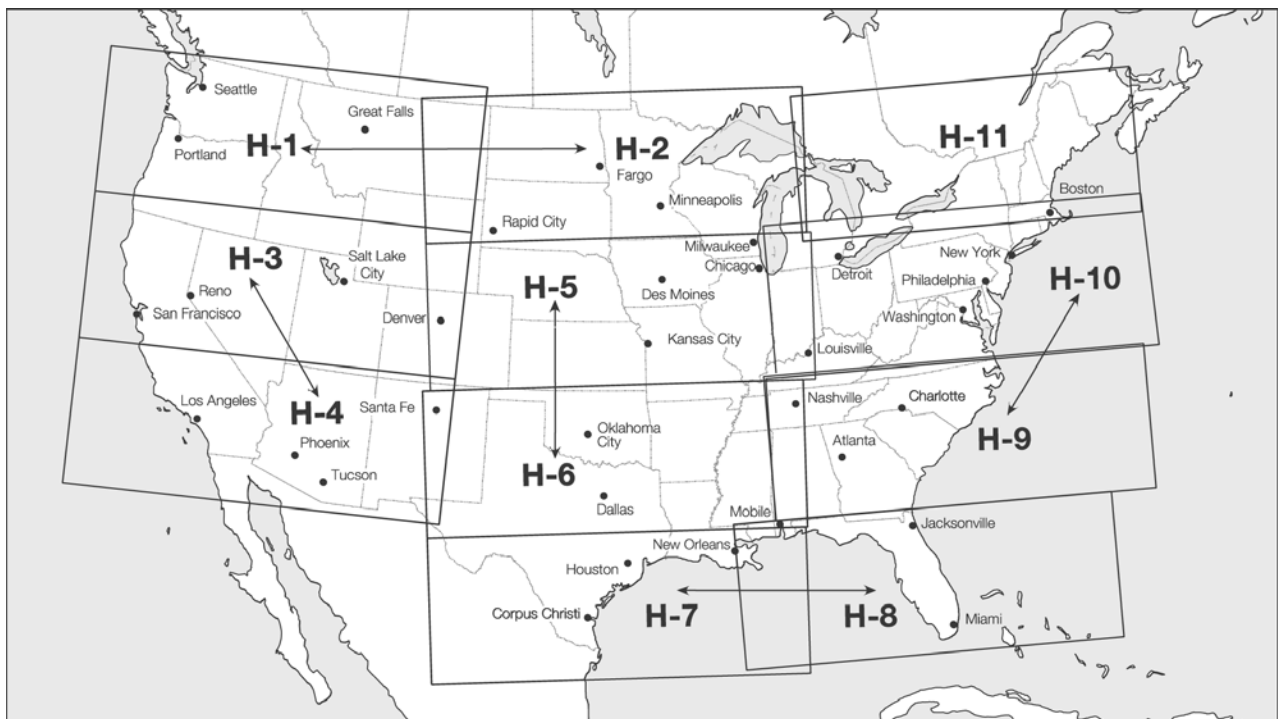 Seattle
Great Falls
Portland
H-1
H-2
Fargo
H-11
Minneapolis
Boston
Rapid City
Milwaukee
Chicago
Detroit
New York
Philadelphia
H-3
Salt Lake
City
Reno
San Francisco
Denver
H-5
Des Moines
Kansas City
Louisville
Washington
H-10
Los Angeles
H-4
Santa Fe
Phoenix
Tucson
Oklahoma
City
H-6
Dallas
Nashville
Charlotte
Atlanta
H-9
Mobile
Jacksonville
New Orleans
Houston
Corpus Christi
H-7
H-8
Miami